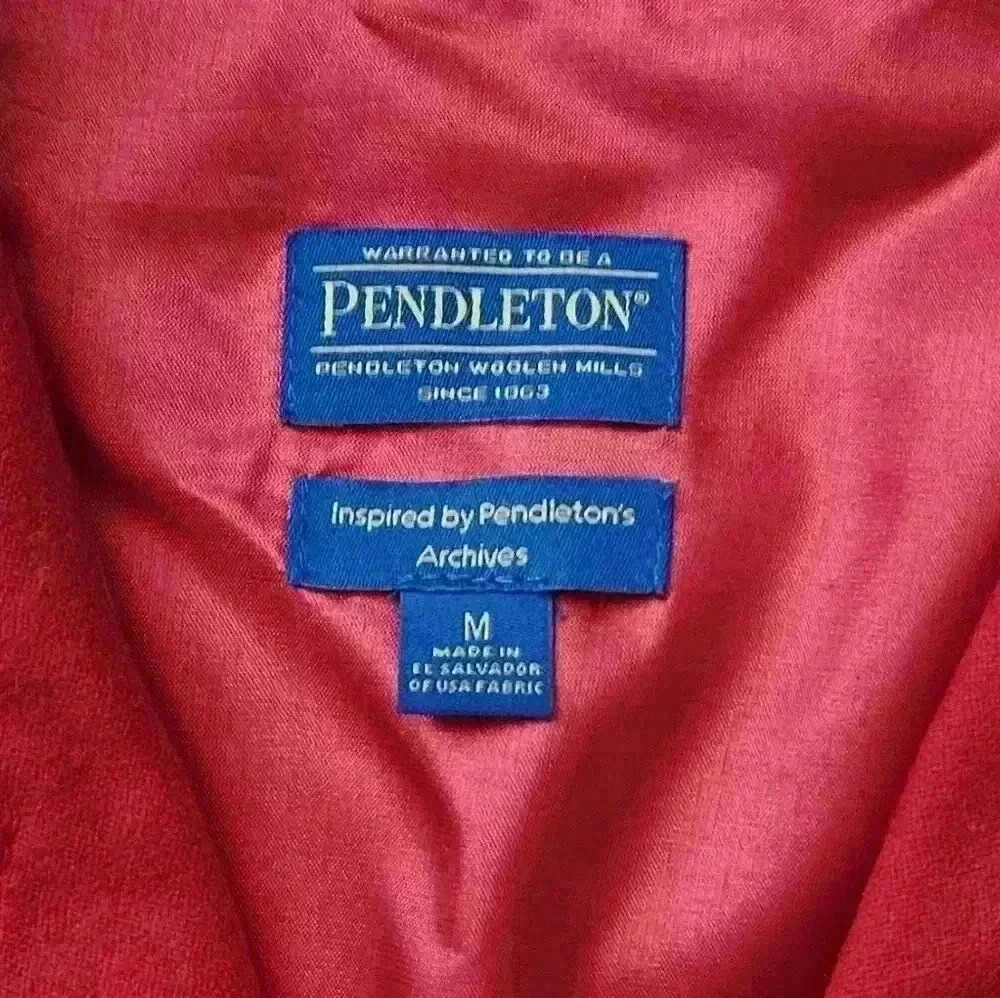 WARRANTED TO BE A
PENDLETON®
PENDLETON WOOLEN MILLS
SINCE 1863
Inspired by Pendleton's
Archives
M
MADE IN
EL SALVADOR
OF USA FABRIC